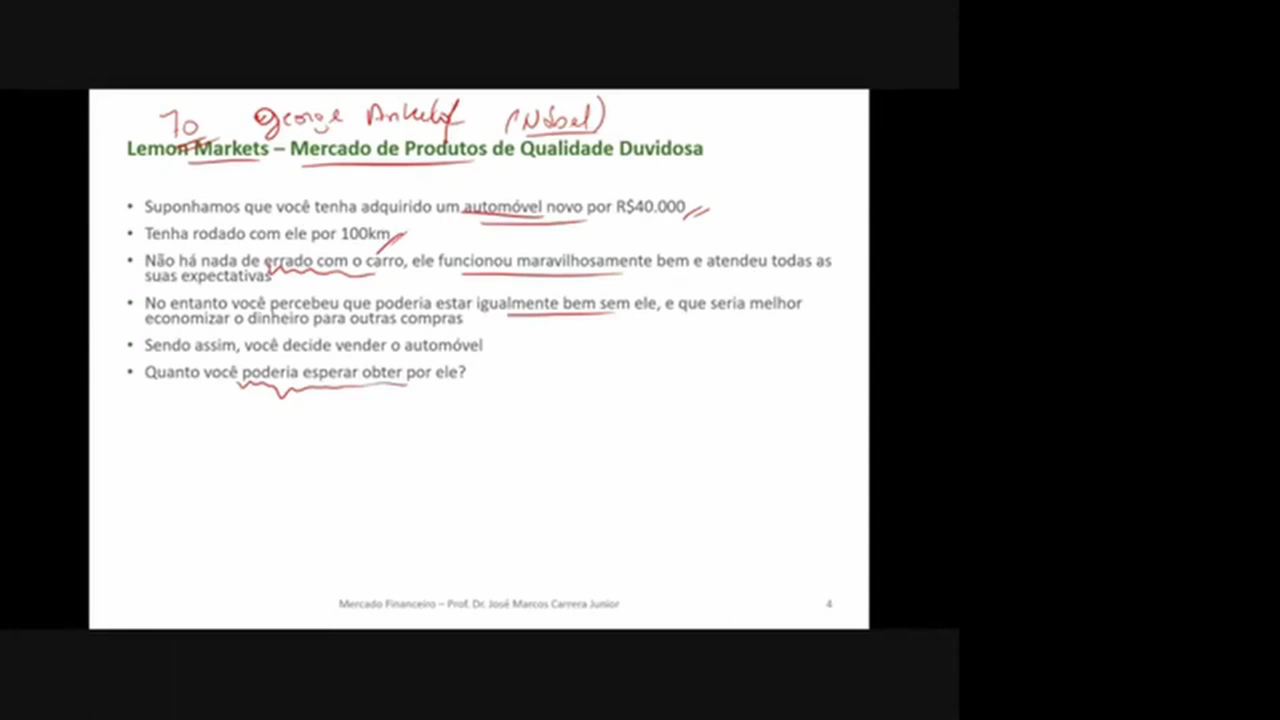 70 George Ankelof (Nobel)
Lemon Markets – Mercado de Produtos de Qualidade Duvidosa
• Suponhamos que você tenha adquirido um automóvel novo por R$40.000
• Tenha rodado com ele por 100km
• Não há nada de errado com o carro, ele funcionou maravilhosamente bem e atendeu todas as
suas expectativas
• No entanto você percebeu que poderia estar igualmente bem sem ele, e que seria melhor
economizar o dinheiro para outras compras
• Sendo assim, você decide vender o automóvel
• Quanto você poderia esperar obter por ele?
Mercado Financeiro – Prof. Dr. José Marcos Carrera Junior 4